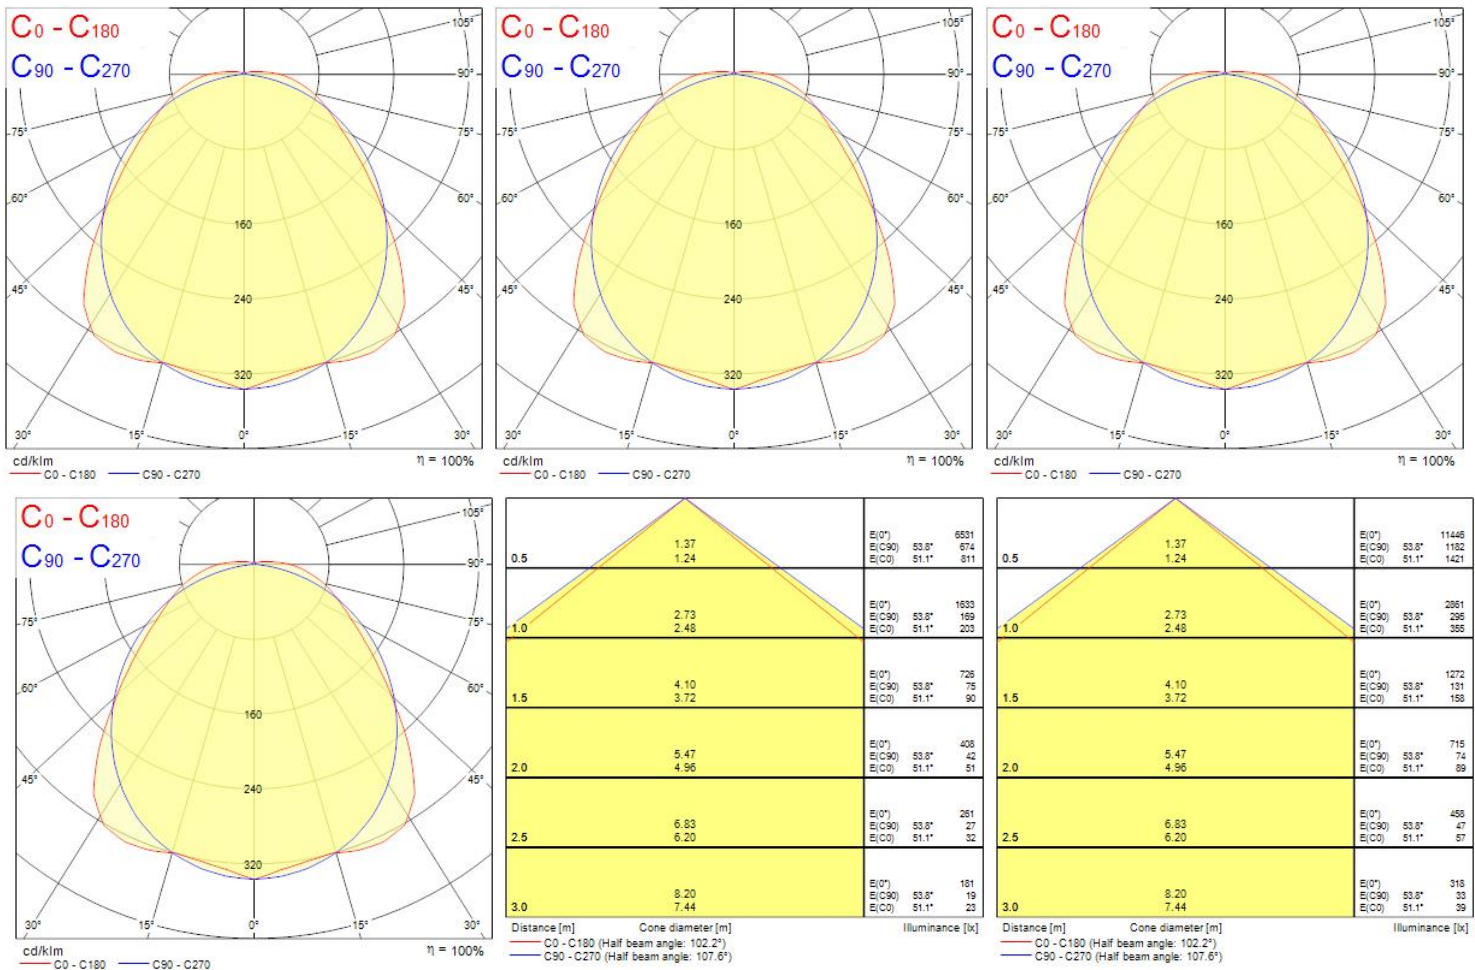 C0 - C180
C90 - C270
105°
90°
75°
75°
60°
60°
45°
45°
160
240
320
30°
15°
0°
15°
30°
cd/klm
η = 100%
C0 - C180
C90 - C270
C0 - C180
C90 - C270
105°
90°
75°
75°
60°
60°
45°
45°
160
240
320
30°
15°
0°
15°
30°
cd/klm
η = 100%
C0 - C180
C90 - C270
C0 - C180
C90 - C270
105°
90°
75°
75°
60°
60°
45°
45°
160
240
320
30°
15°
0°
15°
30°
cd/klm
η = 100%
C0 - C180
C90 - C270
C0 - C180
C90 - C270
105°
90°
75°
75°
60°
60°
45°
45°
160
240
320
30°
15°
0°
15°
30°
cd/klm
η = 100%
C0 - C180
C90 - C270
E(0°) 6531
1.37 E(C90) 53.8° 674
0.5 1.24 E(C0) 51.1° 811
E(0°) 1633
2.73 E(C90) 53.8° 169
1.0 2.48 E(C0) 51.1° 203
E(0°) 726
4.10 E(C90) 53.8° 75
1.5 3.72 E(C0) 51.1° 90
E(0°) 408
5.47 E(C90) 53.8° 42
2.0 4.96 E(C0) 51.1° 51
E(0°) 261
6.83 E(C90) 53.8° 27
2.5 6.20 E(C0) 51.1° 32
E(0°) 181
8.20 E(C90) 53.8° 19
3.0 7.44 E(C0) 51.1° 23
Distance [m] Cone diameter [m] Illuminance [lx]
C0 - C180 (Half beam angle: 102.2°)
C90 - C270 (Half beam angle: 107.6°)
E(0°) 11446
1.37 E(C90) 53.8° 1182
0.5 1.24 E(C0) 51.1° 1421
E(0°) 2861
2.73 E(C90) 53.8° 295
1.0 2.48 E(C0) 51.1° 355
E(0°) 1272
4.10 E(C90) 53.8° 131
1.5 3.72 E(C0) 51.1° 158
E(0°) 715
5.47 E(C90) 53.8° 74
2.0 4.96 E(C0) 51.1° 89
E(0°) 458
6.83 E(C90) 53.8° 47
2.5 6.20 E(C0) 51.1° 57
E(0°) 318
8.20 E(C90) 53.8° 33
3.0 7.44 E(C0) 51.1° 39
Distance [m] Cone diameter [m] Illuminance [lx]
C0 - C180 (Half beam angle: 102.2°)
C90 - C270 (Half beam angle: 107.6°)